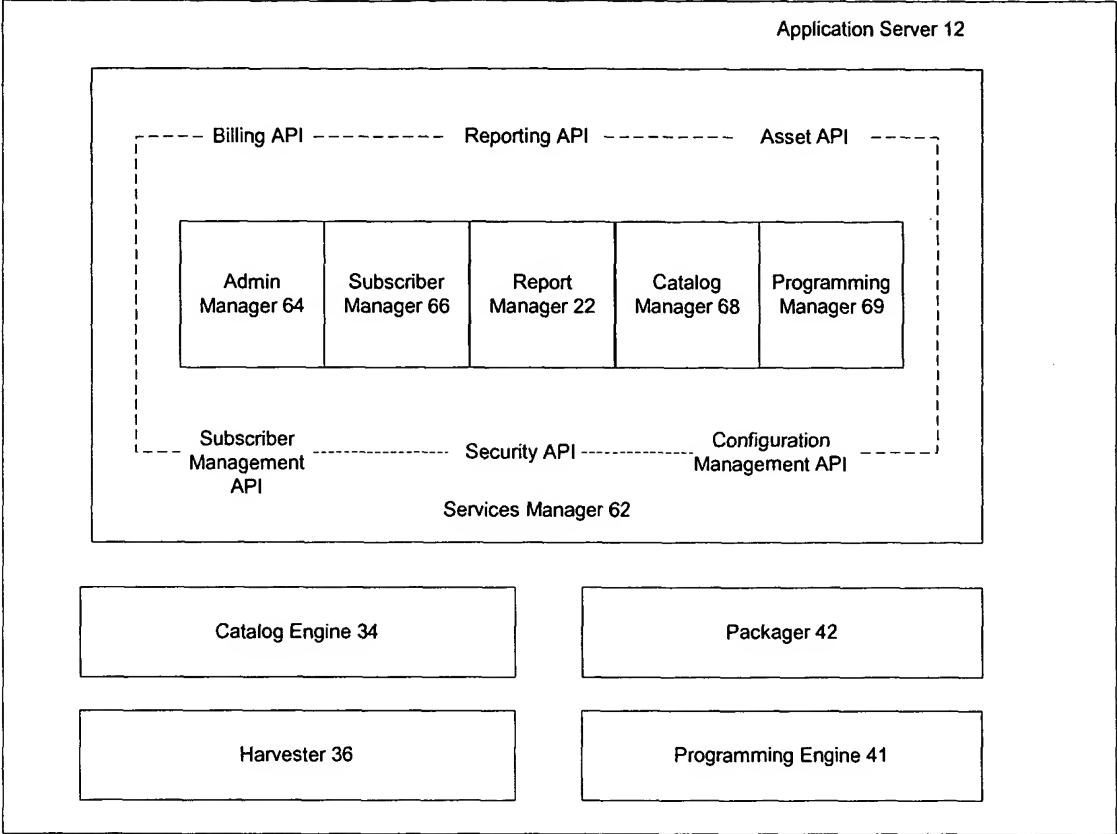 Application Server 12
Billing API
Reporting API
Asset API
Admin
Manager 64
Subscriber
Manager 66
Report
Manager 22
Catalog
Manager 68
Programming
Manager 69
Subscriber
Management
API
Security API
Configuration
Management API
Services Manager 62
Catalog Engine 34
Packager 42
Harvester 36
Programming Engine 41